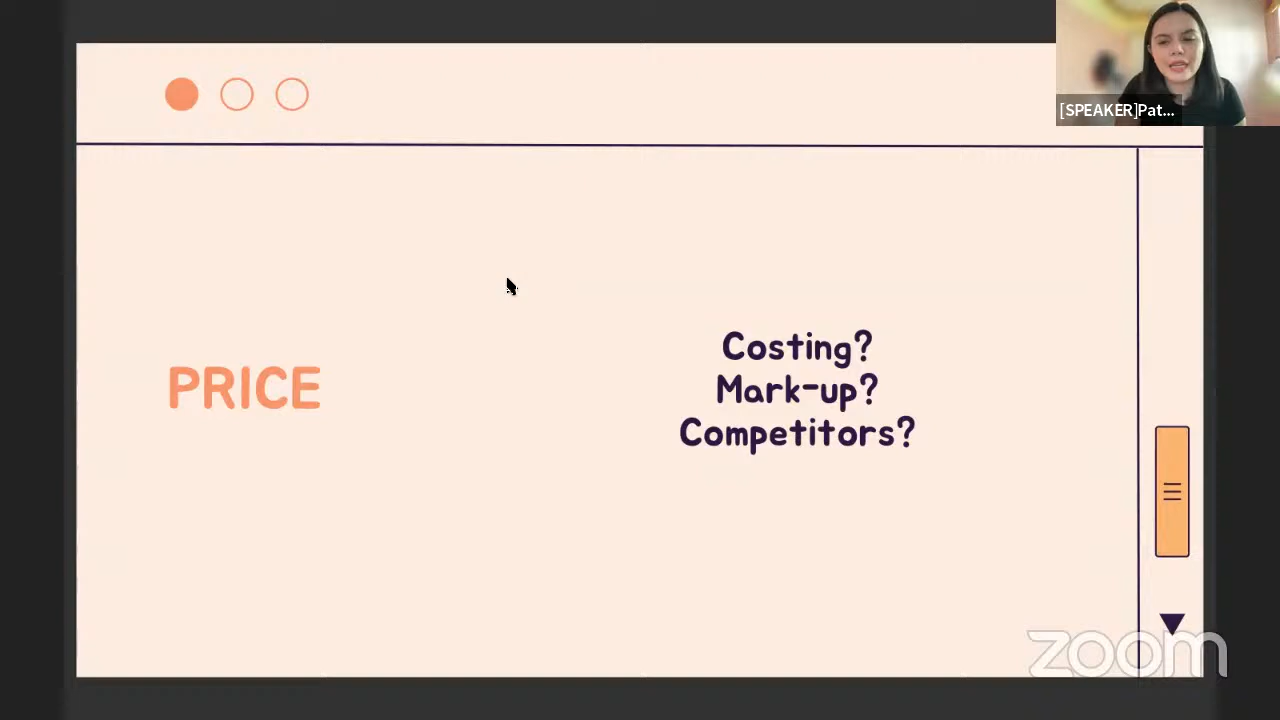 [SPEAKER]Pat...
PRICE
Costing?
Mark-up?
Competitors?
zoom